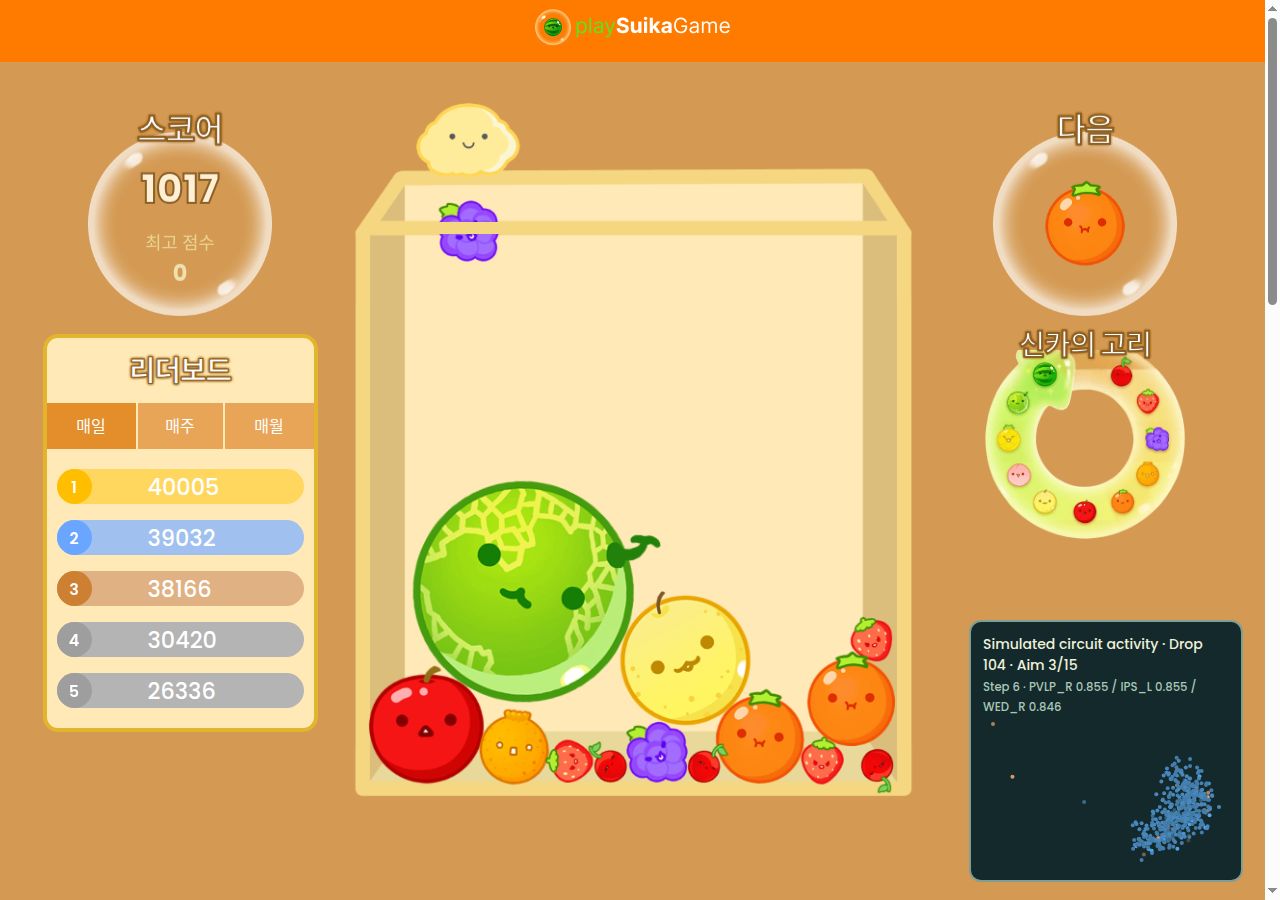 playSuikaGame
스코어
1017
최고 점수
0
리더보드
매일
매주
매월
1
40005
2
39032
3
38166
4
30420
5
26336
다음
신카의 고리
Simulated circuit activity · Drop
104 · Aim 3/15
Step 6 · PVLP_R 0.855 / IPS_L 0.855 /
WED_R 0.846